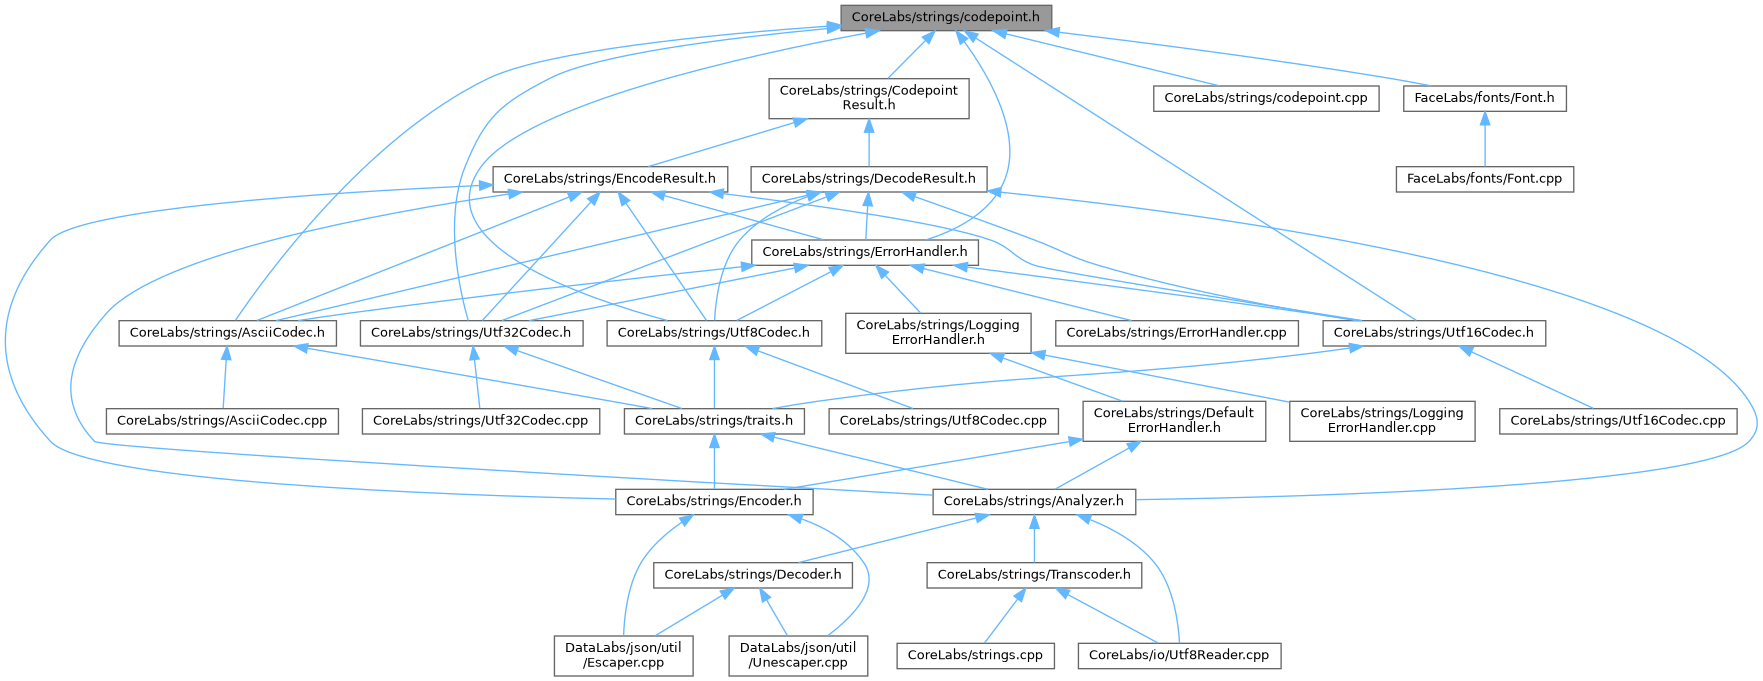 CoreLabs/strings/codepoint.h
CoreLabs/strings/Codepoint
Result.h
CoreLabs/strings/codepoint.cpp
FaceLabs/fonts/Font.h
CoreLabs/strings/EncodeResult.h
CoreLabs/strings/DecodeResult.h
FaceLabs/fonts/Font.cpp
CoreLabs/strings/ErrorHandler.h
CoreLabs/strings/AsciiCodec.h
CoreLabs/strings/Utf32Codec.h
CoreLabs/strings/Utf8Codec.h
CoreLabs/strings/Logging
ErrorHandler.h
CoreLabs/strings/ErrorHandler.cpp
CoreLabs/strings/Utf16Codec.h
CoreLabs/strings/AsciiCodec.cpp
CoreLabs/strings/Utf32Codec.cpp
CoreLabs/strings/traits.h
CoreLabs/strings/Utf8Codec.cpp
CoreLabs/strings/Default
ErrorHandler.h
CoreLabs/strings/Logging
ErrorHandler.cpp
CoreLabs/strings/Utf16Codec.cpp
CoreLabs/strings/Encoder.h
CoreLabs/strings/Analyzer.h
CoreLabs/strings/Decoder.h
CoreLabs/strings/Transcoder.h
DataLabs/json/util
/Escaper.cpp
DataLabs/json/util
/Unescaper.cpp
CoreLabs/strings.cpp
CoreLabs/io/Utf8Reader.cpp